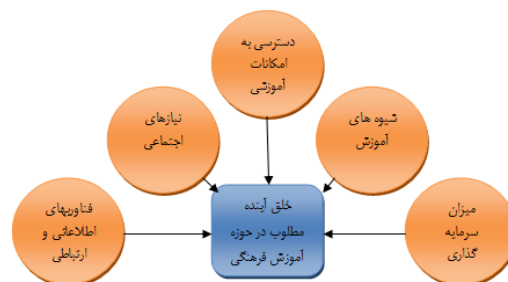 دسترسی به
امکانات
آموزشی
شیوه های
آموزش
نیازهای
اجتماعی
میزان
سرمایه
گذاری
خلق آینده
مطلوب در حوزه
آموزش فرهنگی
فناوریهای
اطلاعاتی و
ارتباطی